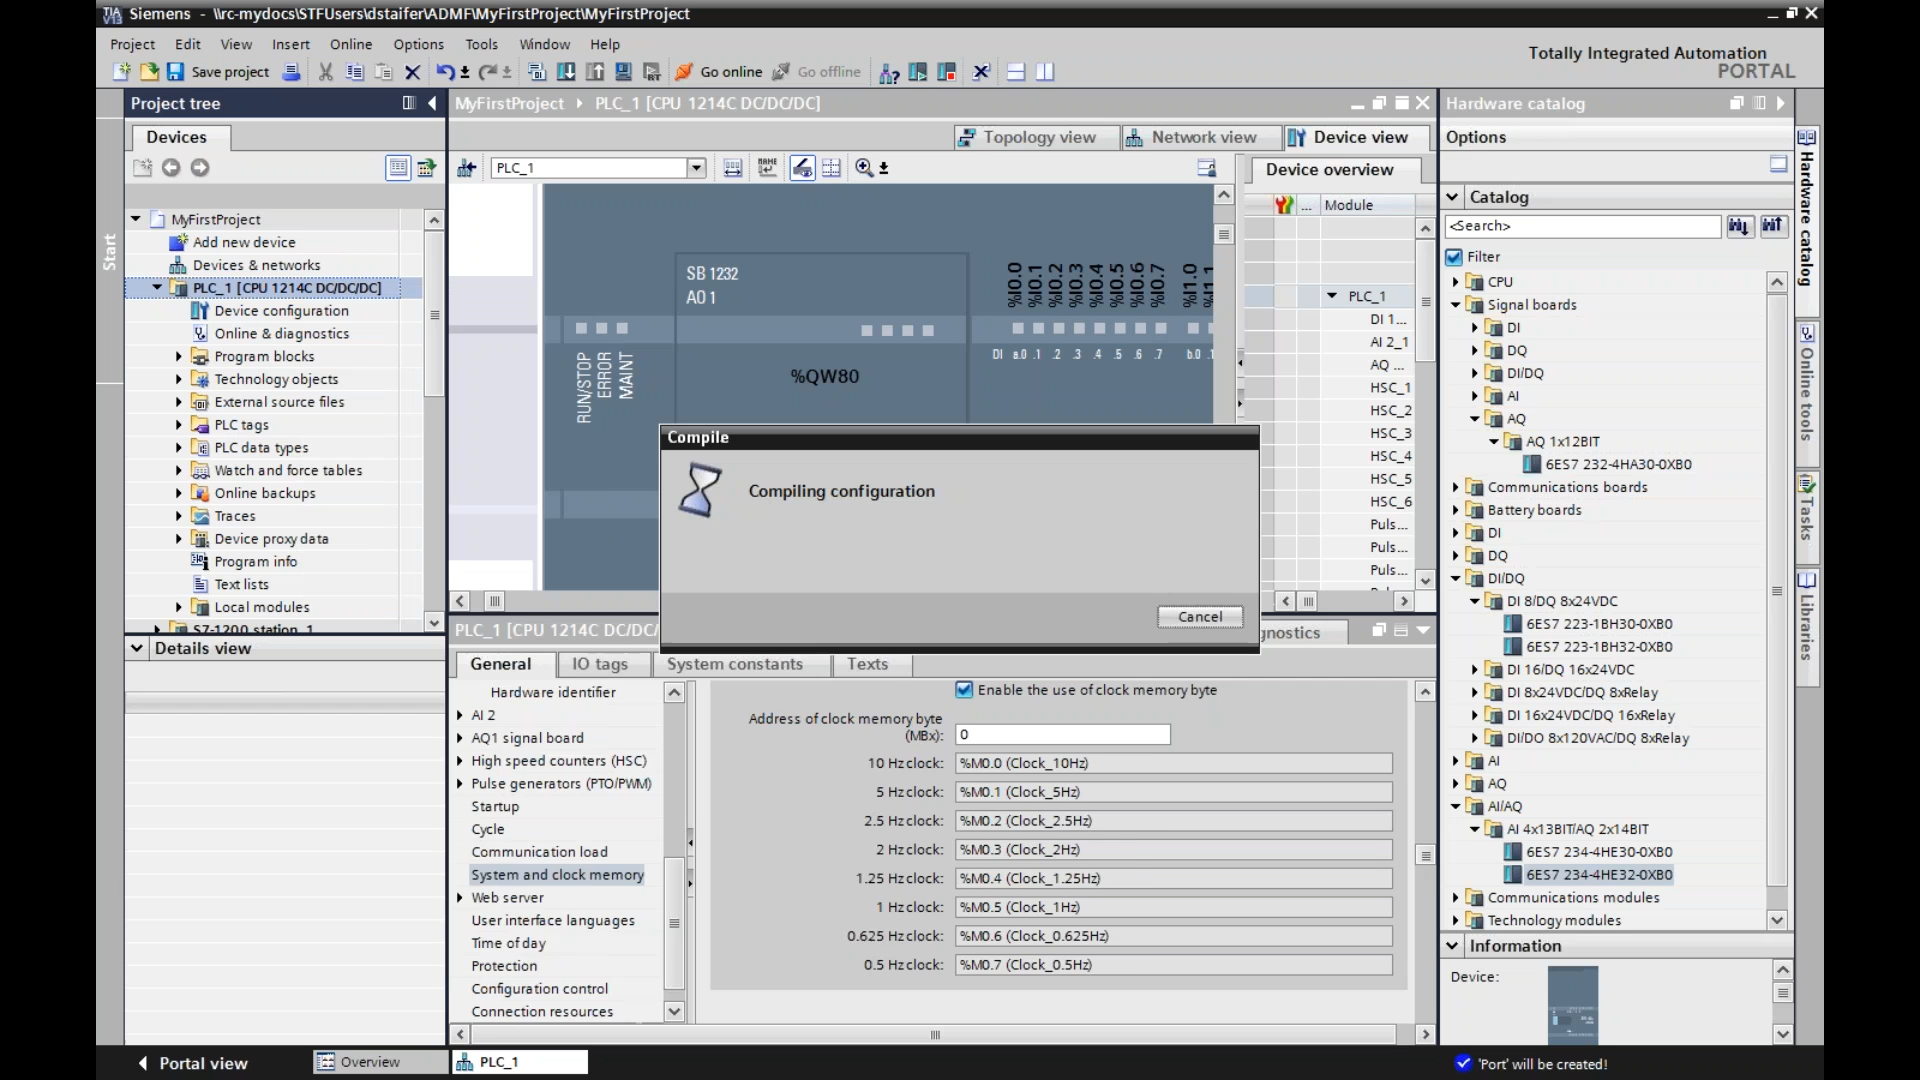 Siemens - \\rc-mydocs\STFUsers\dstaifer\ADMF\MyFirstProject\MyFirstProject
Project Edit View Insert Online Options Tools Window Help
Save project Go online Go offline
Totally Integrated Automation
PORTAL
Project tree
Devices
Start
MyFirstProject
Add new device
Devices & networks
PLC_1 [CPU 1214C DC/DC/DC]
Device configuration
Online & diagnostics
Program blocks
Technology objects
External source files
PLC tags
PLC data types
Watch and force tables
Online backups
Traces
Device proxy data
Program info
Text lists
Local modules
S7-1200 station_1
Details view
MyFirstProject PLC_1 [CPU 1214C DC/DC/DC]
Topology view Network view Device view
PLC_1
SB 1232
AO 1
%QW80
RUN/STOP
ERROR
MAINT
%I0.0 %I0.1 %I0.2 %I0.3 %I0.4 %I0.5 %I0.6 %I0.7 %I1.0
DI a.0 .1 .2 .3 .4 .5 .6 .7 b.0 .1
Device overview
... Module
PLC_1
DI 1...
AI 2_1
AQ ...
HSC_1
HSC_2
HSC_3
HSC_4
HSC_5
HSC_6
Puls...
Puls...
Puls...
Compile
Compiling configuration
Cancel
PLC_1 [CPU 1214C DC/DC/
gnostics
General IO tags System constants Texts
Hardware identifier
AI 2
AQ1 signal board
High speed counters (HSC)
Pulse generators (PTO/PWM)
Startup
Cycle
Communication load
System and clock memory
Web server
User interface languages
Time of day
Protection
Configuration control
Connection resources
Enable the use of clock memory byte
Address of clock memory byte
(MBx): 0
10 Hz clock: %M0.0 (Clock_10Hz)
5 Hz clock: %M0.1 (Clock_5Hz)
2.5 Hz clock: %M0.2 (Clock_2.5Hz)
2 Hz clock: %M0.3 (Clock_2Hz)
1.25 Hz clock: %M0.4 (Clock_1.25Hz)
1 Hz clock: %M0.5 (Clock_1Hz)
0.625 Hz clock: %M0.6 (Clock_0.625Hz)
0.5 Hz clock: %M0.7 (Clock_0.5Hz)
Hardware catalog
Options
Catalog
<Search>
Filter
CPU
Signal boards
DI
DQ
DI/DQ
AI
AQ
AQ 1x12BIT
6ES7 232-4HA30-0XB0
Communications boards
Battery boards
DI
DQ
DI/DQ
DI 8/DQ 8x24VDC
6ES7 223-1BH30-0XB0
6ES7 223-1BH32-0XB0
DI 16/DQ 16x24VDC
DI 8x24VDC/DQ 8xRelay
DI 16x24VDC/DQ 16xRelay
DI/DO 8x120VAC/DQ 8xRelay
AI
AQ
AI/AQ
AI 4x13BIT/AQ 2x14BIT
6ES7 234-4HE30-0XB0
6ES7 234-4HE32-0XB0
Communications modules
Technology modules
Information
Device:
Hardware catalog
Online tools
Tasks
Libraries
Portal view Overview PLC_1
'Port' will be created!